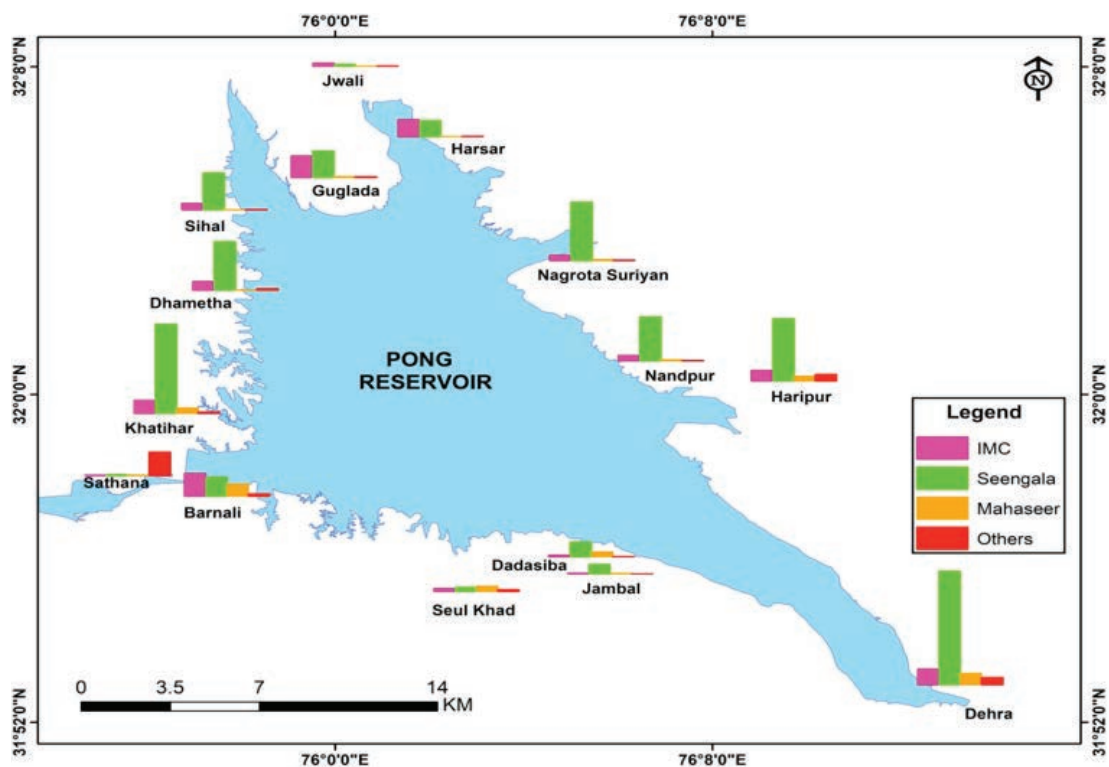 76°0'0"E
76°8'0"E
32°8'0"N
32°8'0"N
N
Jwali
Harsar
Guglada
Sihal
Nagrota Suriyan
Dhametha
PONG
RESERVOIR
Nandpur
Haripur
32°0'0"N
32°0'0"N
Khatihar
Legend
IMC
Seengala
Mahaseer
Others
Sathana
Barnali
Dadasiba
Jambal
Seul Khad
0 3.5 7 14
KM
Dehra
31°52'0"N
31°52'0"N
76°0'0"E
76°8'0"E